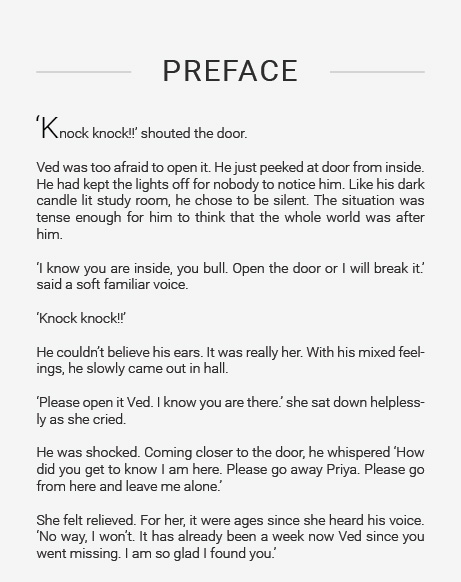 PREFACE
‘Knock knock!!’ shouted the door.
Ved was too afraid to open it. He just peeked at door from inside.
He had kept the lights off for nobody to notice him. Like his dark
candle lit study room, he chose to be silent. The situation was
tense enough for him to think that the whole world was after
him.
‘I know you are inside, you bull. Open the door or I will break it.’
said a soft familiar voice.
‘Knock knock!!’
He couldn’t believe his ears. It was really her. With his mixed feel-
ings, he slowly came out in hall.
‘Please open it Ved. I know you are there.’ she sat down helpless-
ly as she cried.
He was shocked. Coming closer to the door, he whispered ‘How
did you get to know I am here. Please go away Priya. Please go
from here and leave me alone.’
She felt relieved. For her, it were ages since she heard his voice.
‘No way, I won’t. It has already been a week now Ved since you
went missing. I am so glad I found you.’